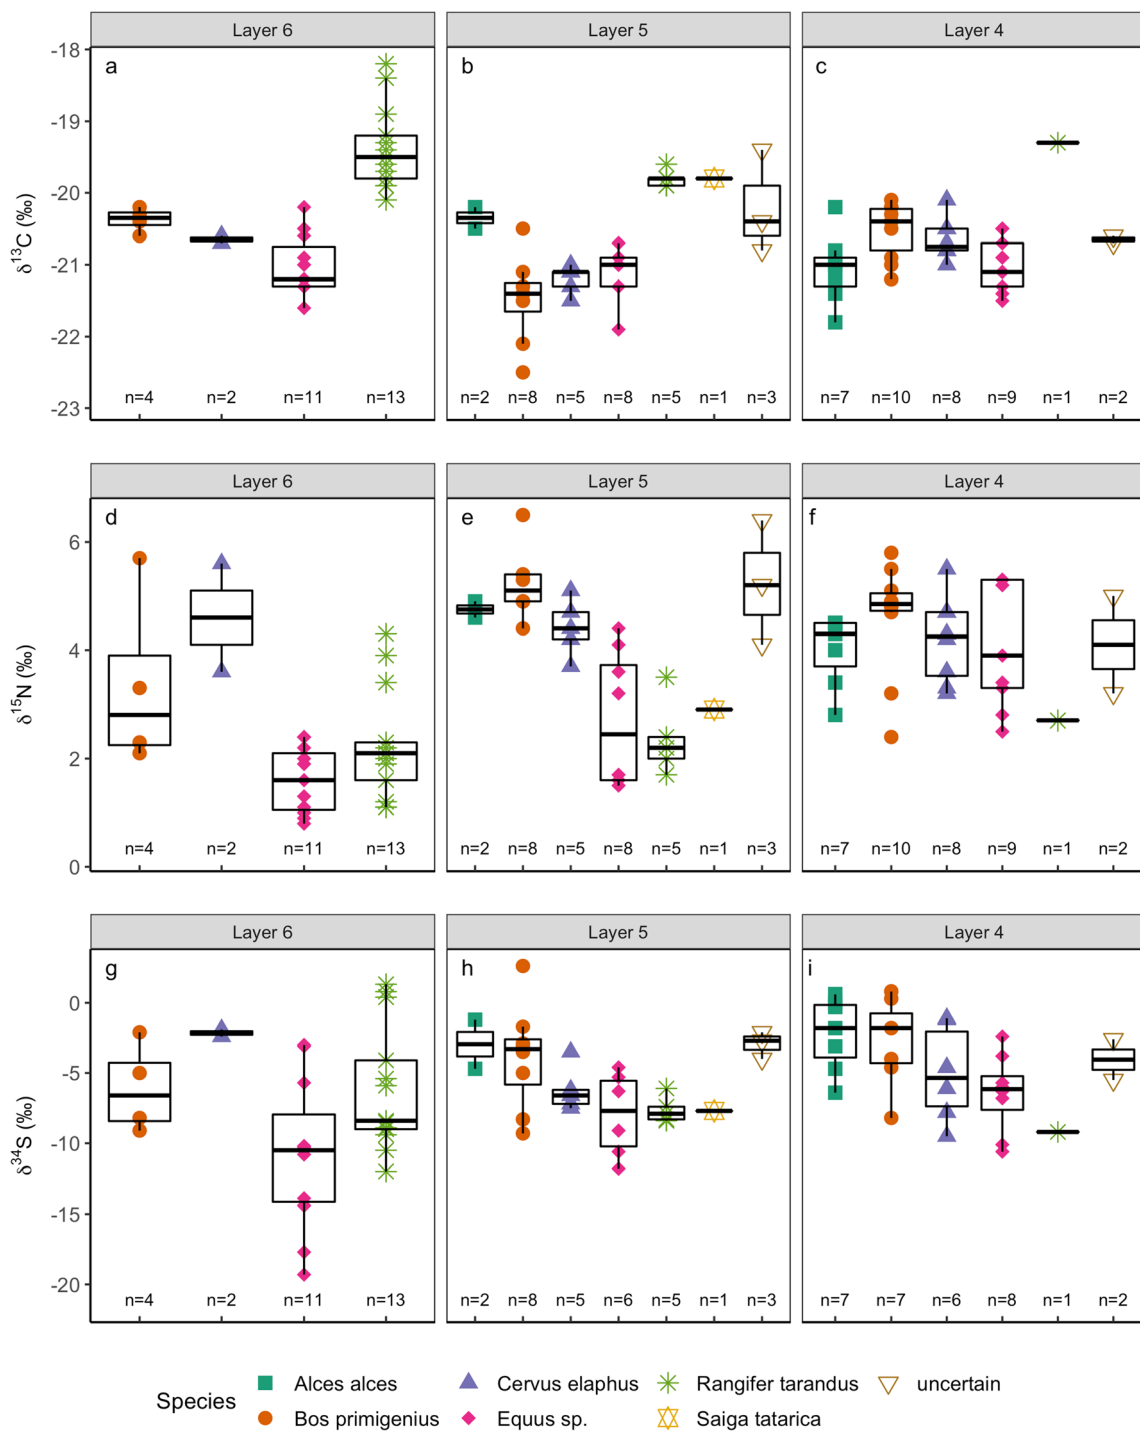 Layer 6 Layer 5 Layer 4
a b c
-18
-19
-20
-21
-22
-23
δ13C (‰)
n=4 n=2 n=11 n=13 n=2 n=8 n=5 n=8 n=5 n=1 n=3 n=7 n=10 n=8 n=9 n=1 n=2
Layer 6 Layer 5 Layer 4
d e f
6
4
2
0
δ15N (‰)
n=4 n=2 n=11 n=13 n=2 n=8 n=5 n=8 n=5 n=1 n=3 n=7 n=10 n=8 n=9 n=1 n=2
Layer 6 Layer 5 Layer 4
g h i
0
-5
-10
-15
-20
δ34S (‰)
n=4 n=2 n=11 n=13 n=2 n=8 n=5 n=6 n=5 n=1 n=3 n=7 n=7 n=6 n=8 n=1 n=2
Species
Alces alces Cervus elaphus Rangifer tarandus uncertain
Bos primigenius Equus sp. Saiga tatarica